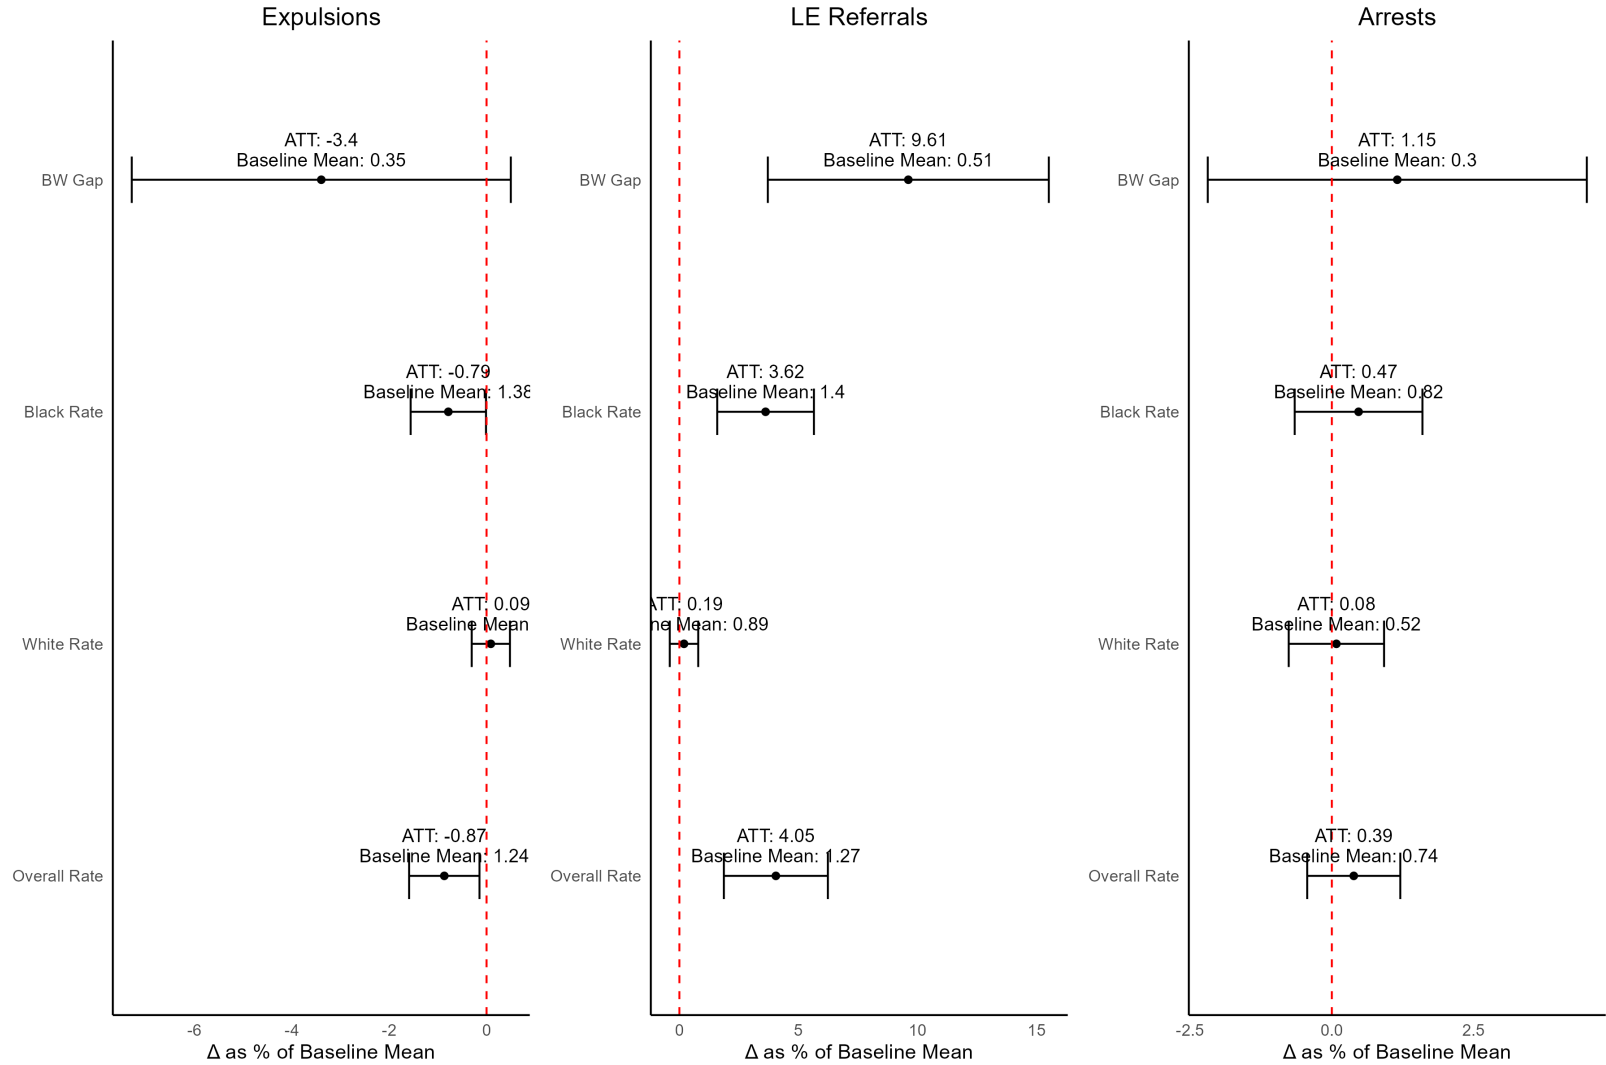 Expulsions
LE Referrals
Arrests
ATT: -3.4
Baseline Mean: 0.35
BW Gap
ATT: -0.79
Baseline Mean: 1.38
Black Rate
ATT: 0.09
Baseline Mean
White Rate
ATT: -0.87
Baseline Mean: 1.24
Overall Rate
-6
-4
-2
0
Δ as % of Baseline Mean
ATT: 9.61
Baseline Mean: 0.51
BW Gap
ATT: 3.62
Baseline Mean: 1.4
Black Rate
ATT: 0.19
ne Mean: 0.89
White Rate
ATT: 4.05
Baseline Mean: 1.27
Overall Rate
0
5
10
15
Δ as % of Baseline Mean
ATT: 1.15
Baseline Mean: 0.3
BW Gap
ATT: 0.47
Baseline Mean: 0.82
Black Rate
ATT: 0.08
Baseline Mean: 0.52
White Rate
ATT: 0.39
Baseline Mean: 0.74
Overall Rate
-2.5
0.0
2.5
Δ as % of Baseline Mean